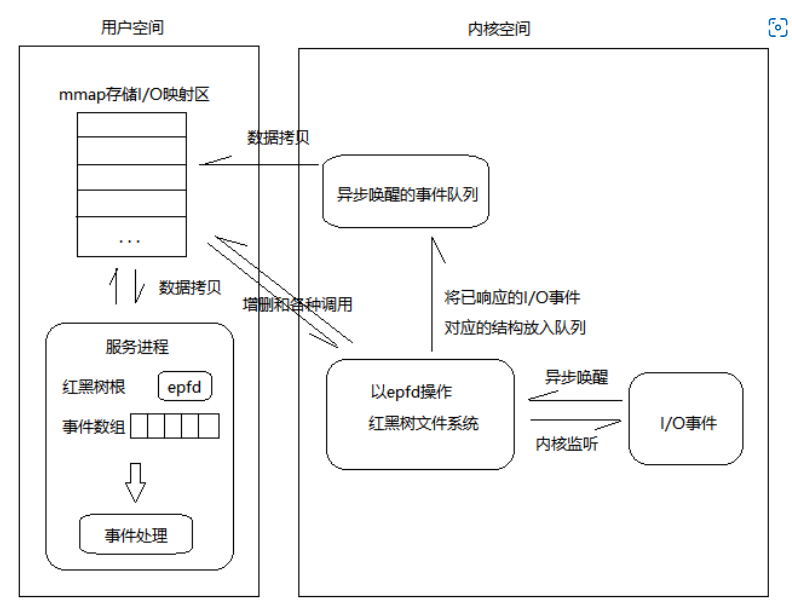 用户空间
内核空间
mmap存储I/O映射区
...
数据拷贝
异步唤醒的事件队列
数据拷贝
增删和各种调用
将已响应的I/O事件
对应的结构放入队列
服务进程
红黑树根
epfd
事件数组
事件处理
以epfd操作
红黑树文件系统
异步唤醒
内核监听
I/O事件